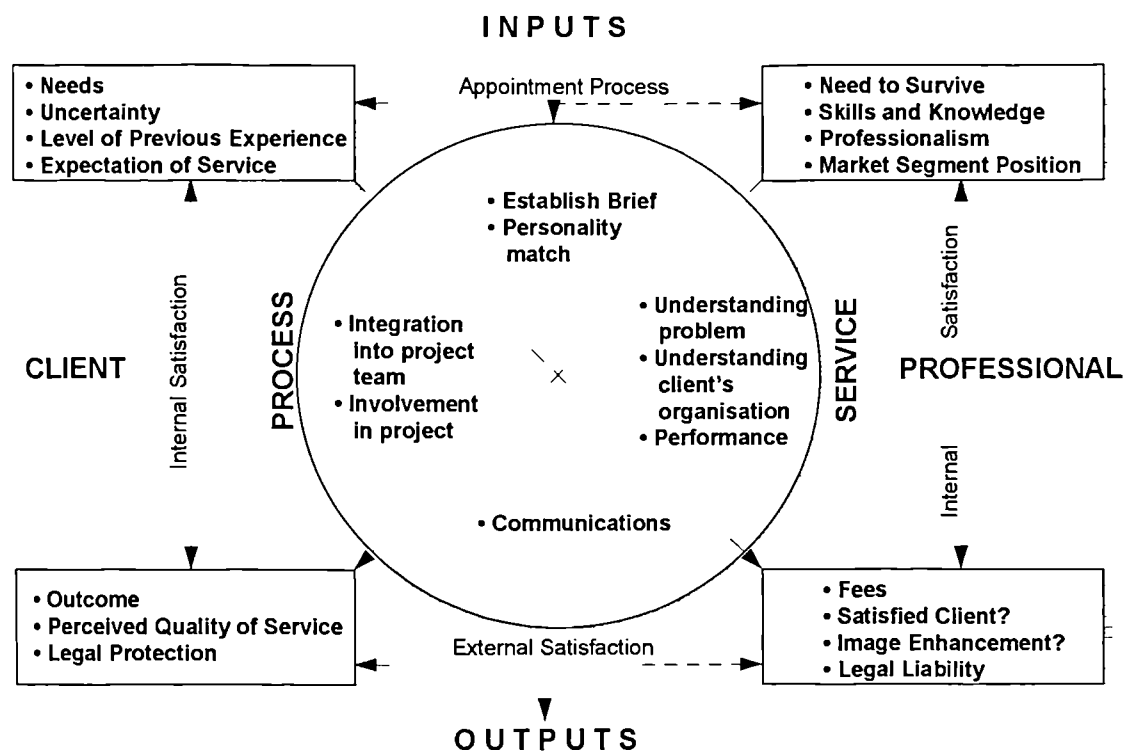 INPUTS
Appointment Process
• Needs
• Uncertainty
• Level of Previous Experience
• Expectation of Service
• Need to Survive
• Skills and Knowledge
• Professionalism
• Market Segment Position
• Establish Brief
• Personality
match
CLIENT
Internal Satisfaction
PROCESS
• Integration
into project
team
• Involvement
in project
• Understanding
problem
• Understanding
client's
organisation
• Performance
SERVICE
Internal Satisfaction
PROFESSIONAL
• Communications
• Outcome
• Perceived Quality of Service
• Legal Protection
External Satisfaction
• Fees
• Satisfied Client?
• Image Enhancement?
• Legal Liability
OUTPUTS